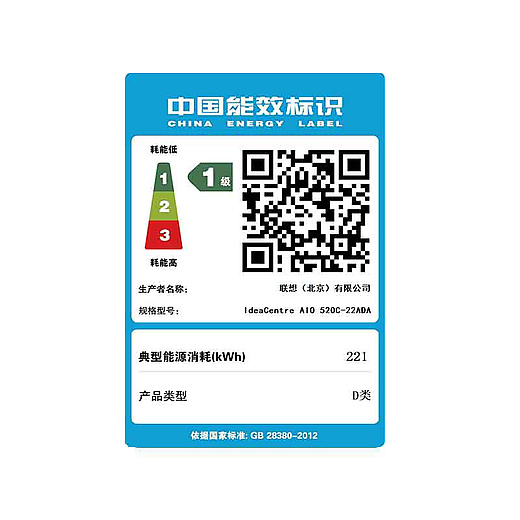 中国能效标识
CHINA ENERGY LABEL
耗能低
1
1级
2
3
耗能高
生产者名称： 联想（北京）有限公司
规格型号： IdeaCentre AIO 520C-22ADA
典型能源消耗(kWh) 221
产品类型 D类
依据国家标准: GB 28380-2012